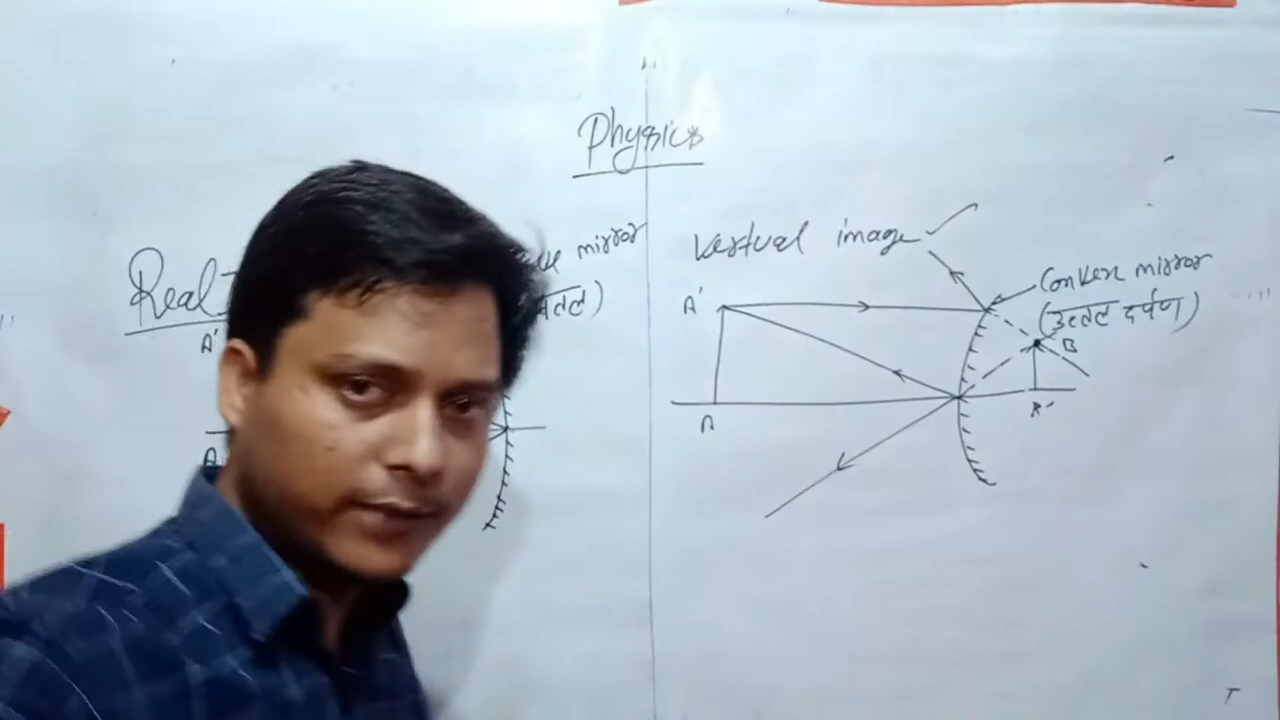 Physics
Real
mirror
Vertual image
Convex mirror
(उत्तल दर्पण)
A'
A
B
B'
A'
A